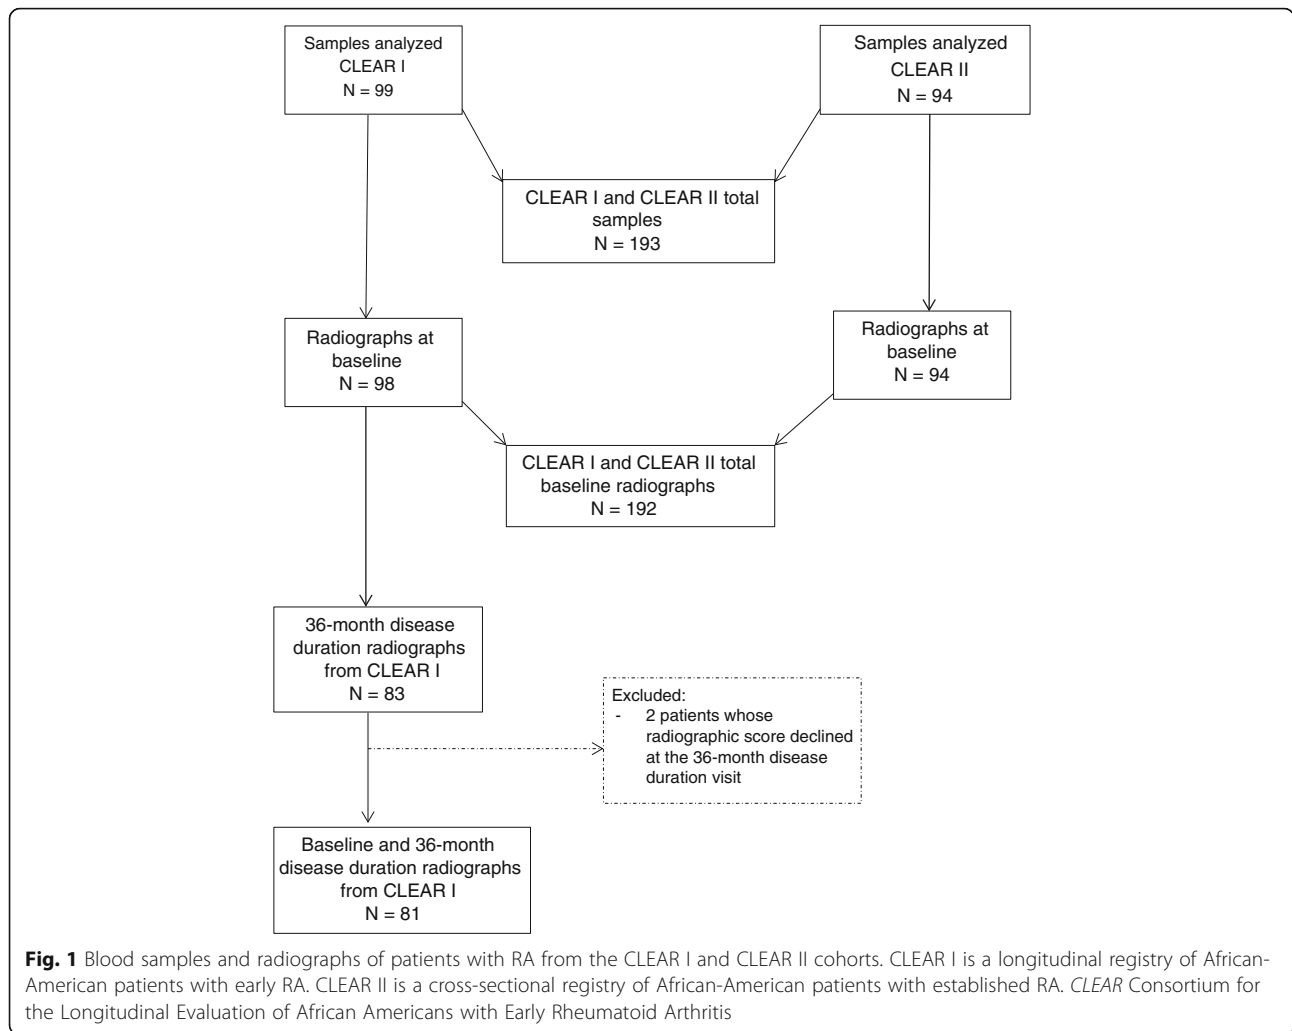 Samples analyzed
CLEAR I
N = 99
Samples analyzed
CLEAR II
N = 94
CLEAR I and CLEAR II total
samples
N = 193
Radiographs at
baseline
N = 98
Radiographs at
baseline
N = 94
CLEAR I and CLEAR II total
baseline radiographs
N = 192
36-month disease
duration radiographs
from CLEAR I
N = 83
Excluded:
- 2 patients whose
radiographic score declined
at the 36-month disease
duration visit
Baseline and 36-month
disease duration radiographs
from CLEAR I
N = 81
Fig. 1 Blood samples and radiographs of patients with RA from the CLEAR I and CLEAR II cohorts. CLEAR I is a longitudinal registry of African-
American patients with early RA. CLEAR II is a cross-sectional registry of African-American patients with established RA. CLEAR Consortium for
the Longitudinal Evaluation of African Americans with Early Rheumatoid Arthritis